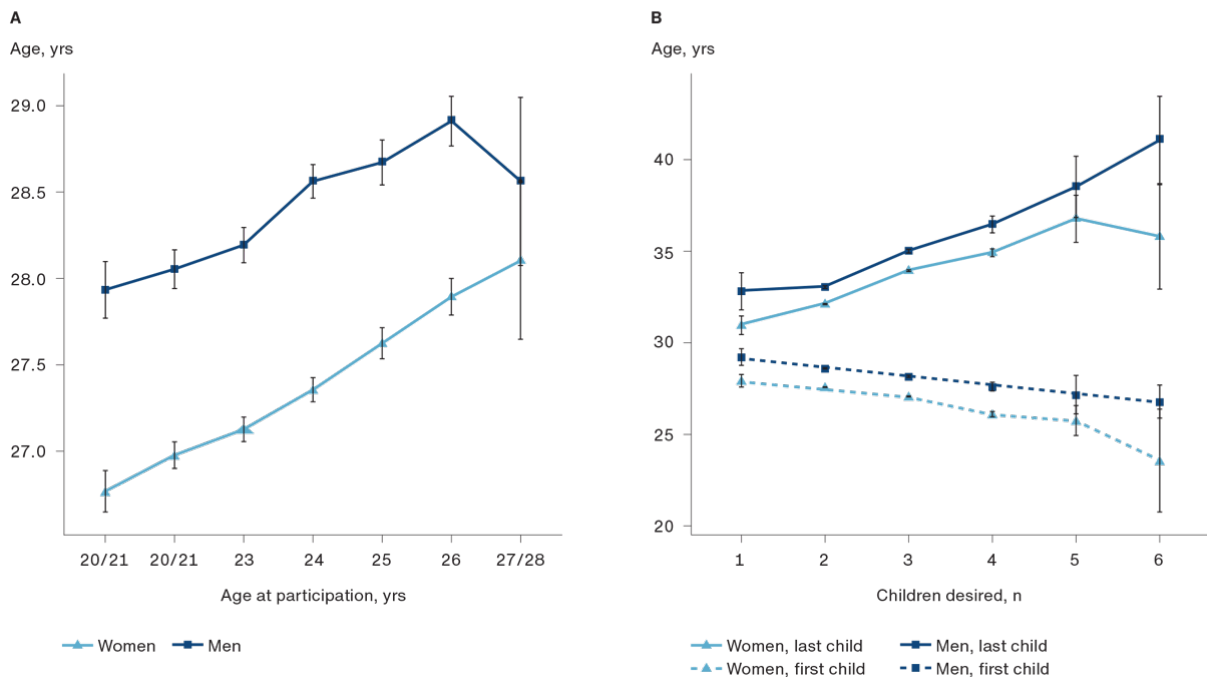 A
Age, yrs
29.0
28.5
28.0
27.5
27.0
20/21 20/21 23 24 25 26 27/28
Age at participation, yrs
Women Men
B
Age, yrs
40
35
30
25
20
1 2 3 4 5 6
Children desired, n
Women, last child Men, last child
Women, first child Men, first child